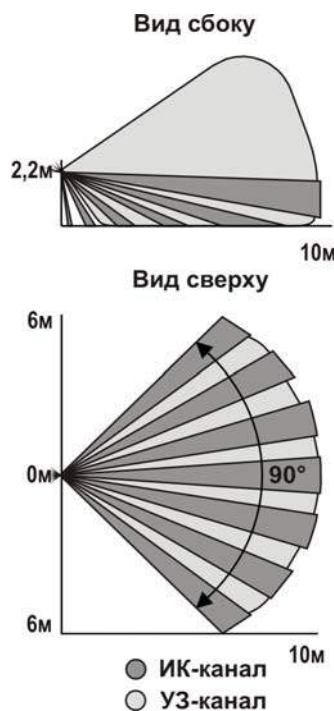 Вид сбоку
2,2м
10м
Вид сверху
6м
0м
90°
6м
10м
ИК-канал
УЗ-канал